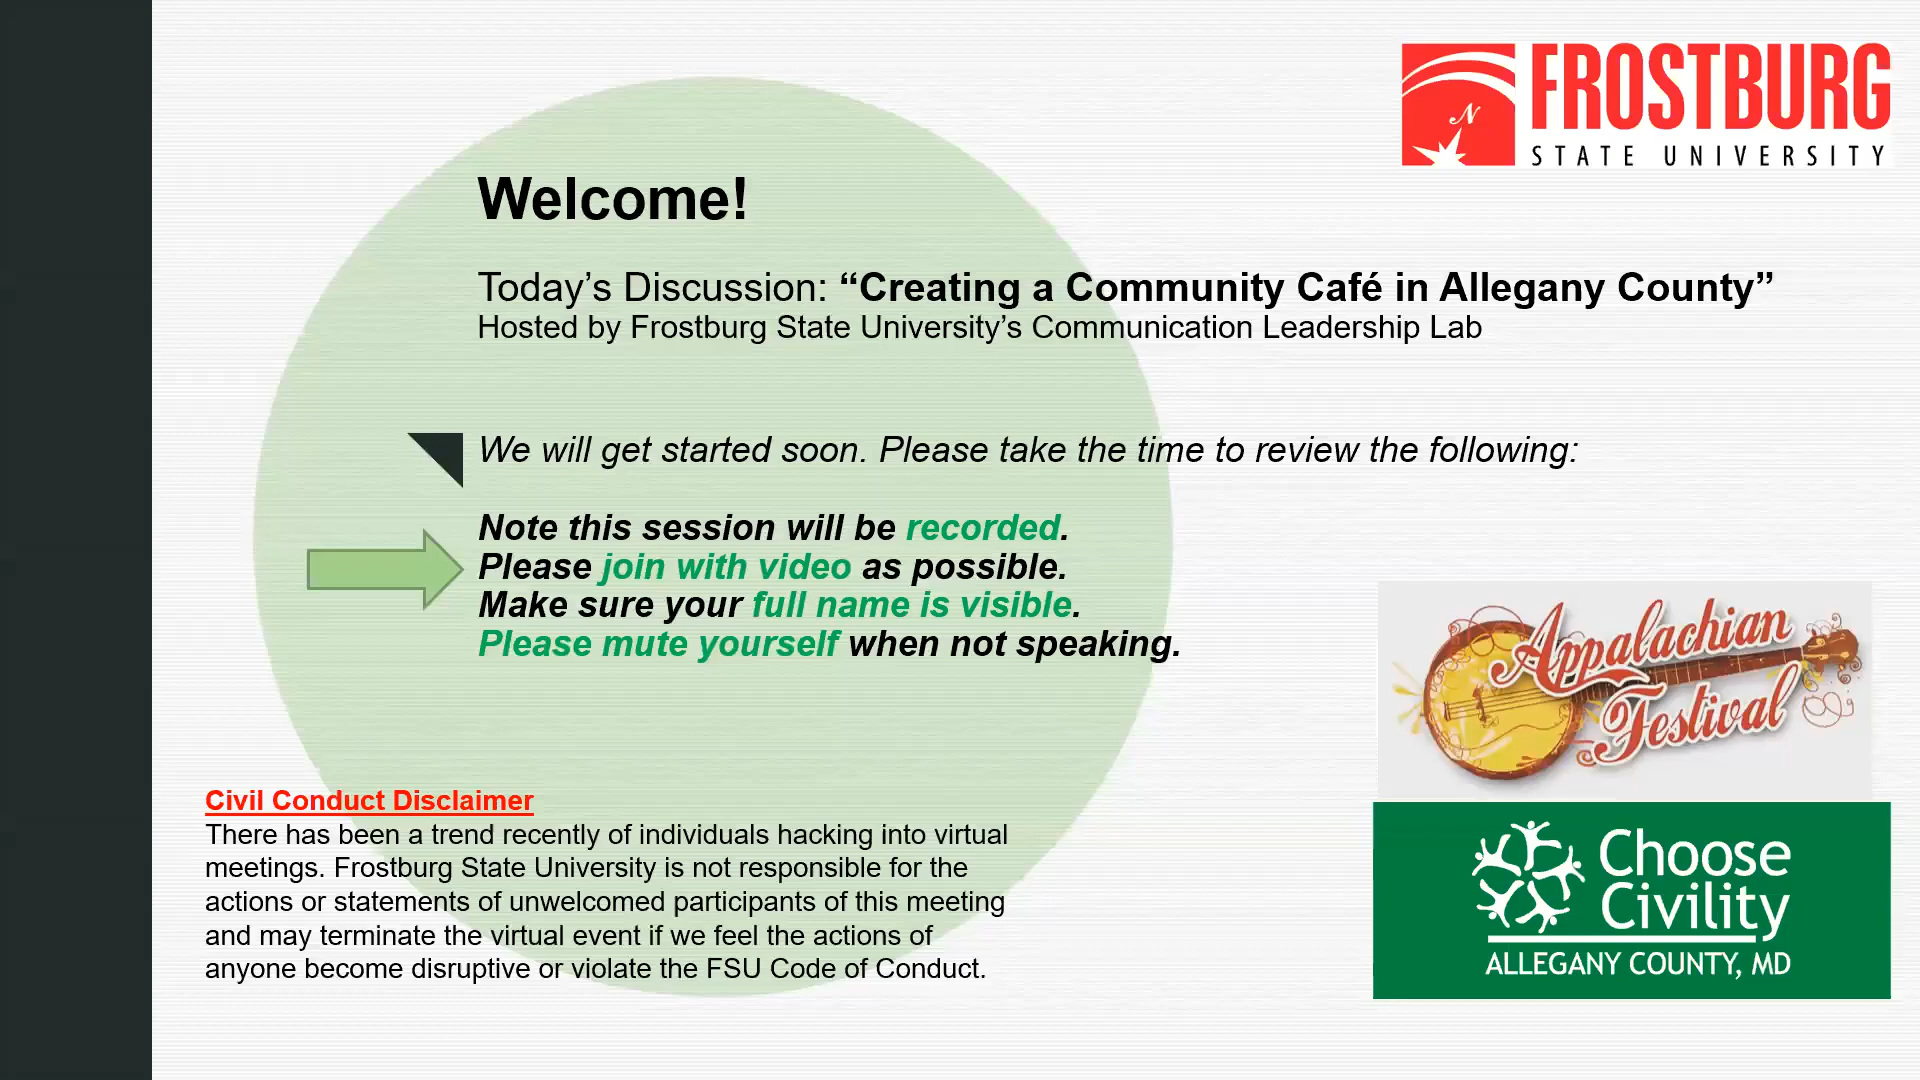 FROSTBURG
STATE UNIVERSITY
N
Welcome!
Today’s Discussion: “Creating a Community Café in Allegany County”
Hosted by Frostburg State University’s Communication Leadership Lab
We will get started soon. Please take the time to review the following:
Note this session will be recorded.
Please join with video as possible.
Make sure your full name is visible.
Please mute yourself when not speaking.
Appalachian
Festival
Civil Conduct Disclaimer
There has been a trend recently of individuals hacking into virtual
meetings. Frostburg State University is not responsible for the
actions or statements of unwelcomed participants of this meeting
and may terminate the virtual event if we feel the actions of
anyone become disruptive or violate the FSU Code of Conduct.
Choose
Civility
ALLEGANY COUNTY, MD